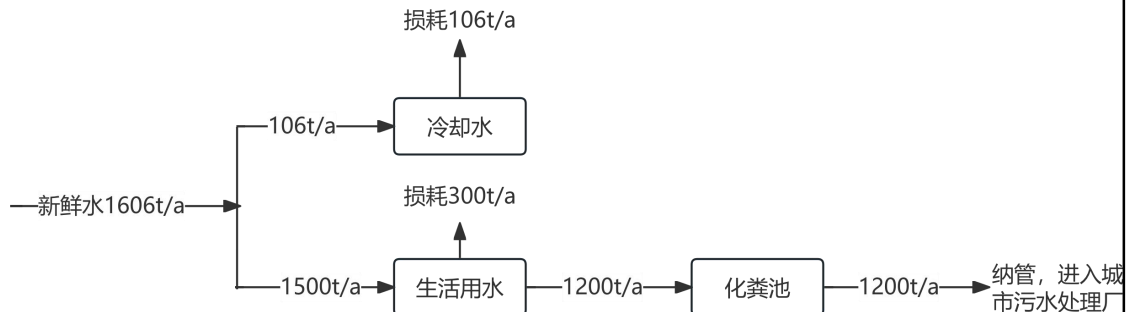 损耗106t/a
106t/a
冷却水
新鲜水1606t/a
损耗300t/a
1500t/a
生活用水
1200t/a
化粪池
1200t/a
纳管，进入城
市污水处理厂